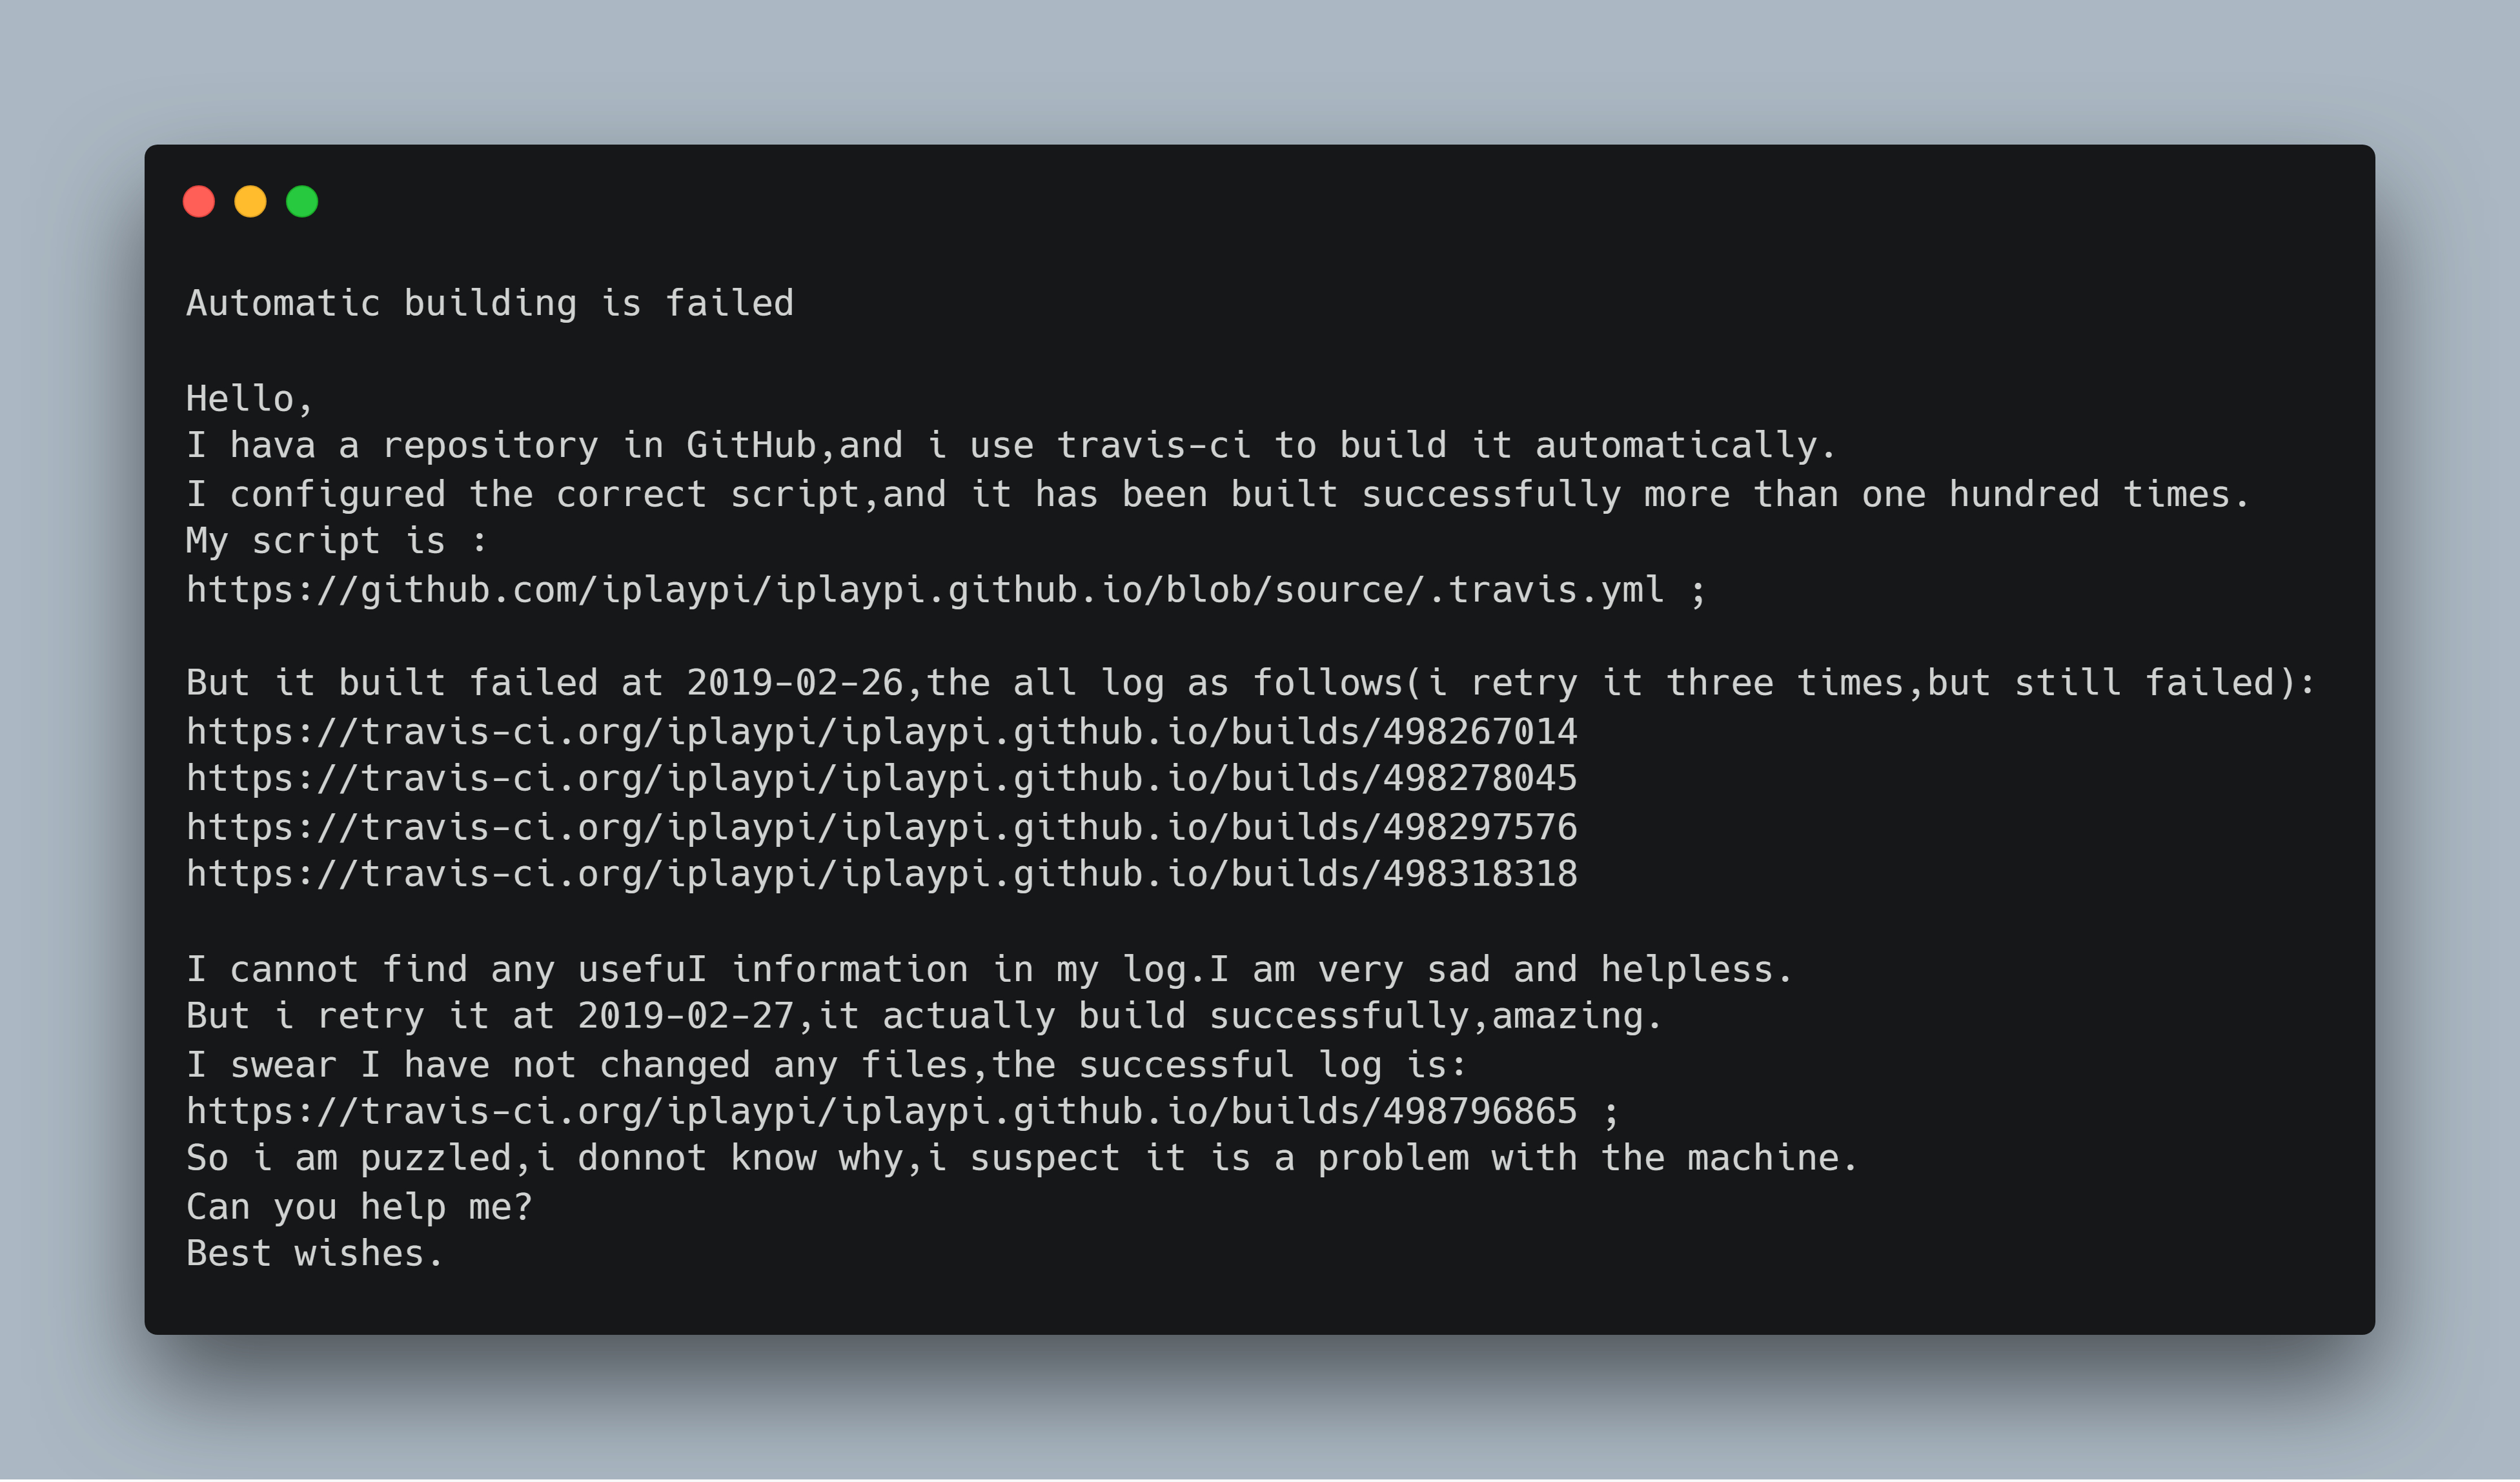 Automatic building is failed
Hello,
I hava a repository in GitHub,and i use travis-ci to build it automatically.
I configured the correct script,and it has been built successfully more than one hundred times.
My script is :
https://github.com/iplaypi/iplaypi.github.io/blob/source/.travis.yml ;
But it built failed at 2019-02-26,the all log as follows(i retry it three times,but still failed):
https://travis-ci.org/iplaypi/iplaypi.github.io/builds/498267014
https://travis-ci.org/iplaypi/iplaypi.github.io/builds/498278045
https://travis-ci.org/iplaypi/iplaypi.github.io/builds/498297576
https://travis-ci.org/iplaypi/iplaypi.github.io/builds/498318318
I cannot find any usefuI information in my log.I am very sad and helpless.
But i retry it at 2019-02-27,it actually build successfully,amazing.
I swear I have not changed any files,the successful log is:
https://travis-ci.org/iplaypi/iplaypi.github.io/builds/498796865 ;
So i am puzzled,i donnot know why,i suspect it is a problem with the machine.
Can you help me?
Best wishes.